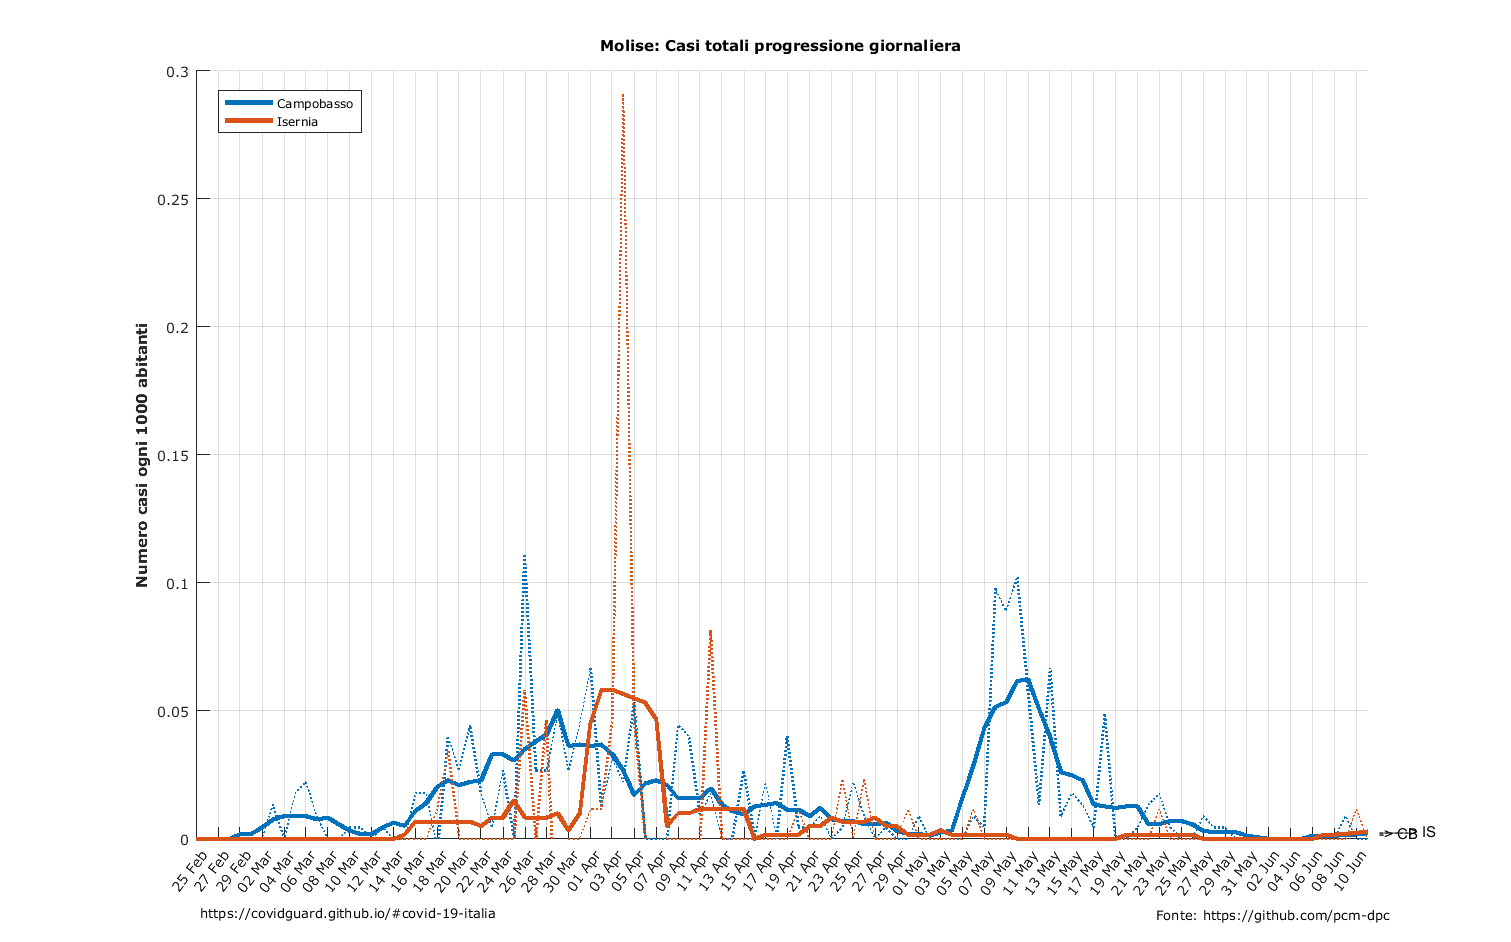 Molise: Casi totali progressione giornaliera
Campobasso
Isernia
Numero casi ogni 1000 abitanti
0.3
0.25
0.2
0.15
0.1
0.05
0
25 Feb
27 Feb
29 Feb
02 Mar
04 Mar
06 Mar
08 Mar
10 Mar
12 Mar
14 Mar
16 Mar
18 Mar
20 Mar
22 Mar
24 Mar
26 Mar
28 Mar
30 Mar
01 Apr
03 Apr
05 Apr
07 Apr
09 Apr
11 Apr
13 Apr
15 Apr
17 Apr
19 Apr
21 Apr
23 Apr
25 Apr
27 Apr
29 Apr
01 May
03 May
05 May
07 May
09 May
11 May
13 May
15 May
17 May
19 May
21 May
23 May
25 May
27 May
29 May
31 May
02 Jun
04 Jun
06 Jun
08 Jun
10 Jun
-> CB
IS
https://covidguard.github.io/#covid-19-italia
Fonte: https://github.com/pcm-dpc